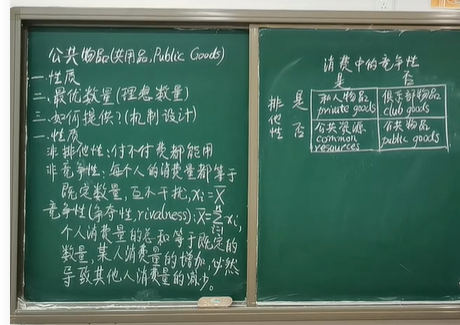 公共物品(共用品, Public Goods)
一.性质
二.最优数量(理想数量)
三.如何提供?(机制设计)
一.性质
非排他性:付不付费都能用
非竞争性:每个人的消费量都等于
既定数量,互不干扰,xᵢ=x̄
竞争性(争夺性,rivalness):x̄=∑ⁿᵢ₌₁xᵢ,
个人消费量的总和等于既定的
数量,某人消费量的增加,必然
导致其他人消费量的减少。
消费中的竞争性
是 否
排他性
是 私人物品 俱乐部物品
private goods club goods
否 公共资源 公共物品
common public goods
resources